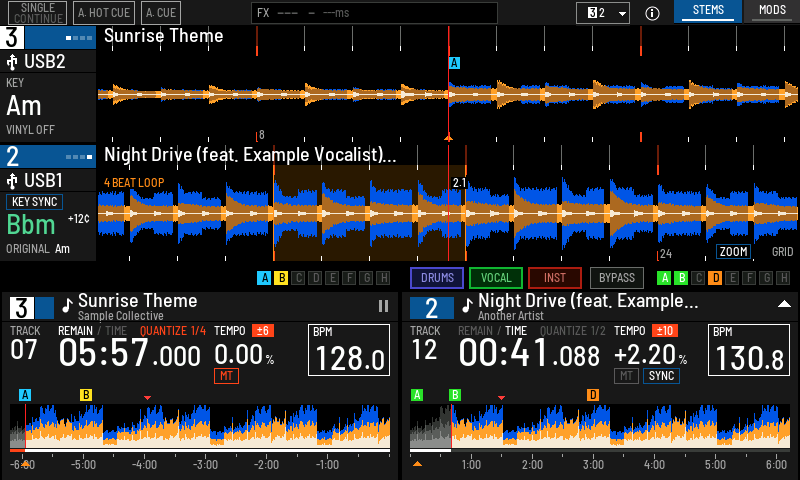 SINGLE
CONTINUE
A. HOT CUE
A. CUE
FX --- - ---ms
3 2
STEMS
MODS
3
Sunrise Theme
USB2
A
KEY
Am
VINYL OFF
8
2
Night Drive (feat. Example Vocalist)...
USB1
4 BEAT LOOP
2.1
KEY SYNC
Bbm
+12¢
ORIGINAL Am
24
ZOOM
GRID
A B C D E F G H
DRUMS
VOCAL
INST
BYPASS
A B C D E F G H
3
Sunrise Theme
Sample Collective
TRACK
07
REMAIN / TIME
QUANTIZE 1/4
05:57.000
TEMPO ±6
0.00%
MT
BPM
128.0
A B
-6:00 -5:00 -4:00 -3:00 -2:00 -1:00
2
Night Drive (feat. Example...
Another Artist
TRACK
12
REMAIN / TIME
QUANTIZE 1/2
00:41.088
TEMPO ±10
+2.20%
MT SYNC
BPM
130.8
A B D
1:00 2:00 3:00 4:00 5:00 6:00